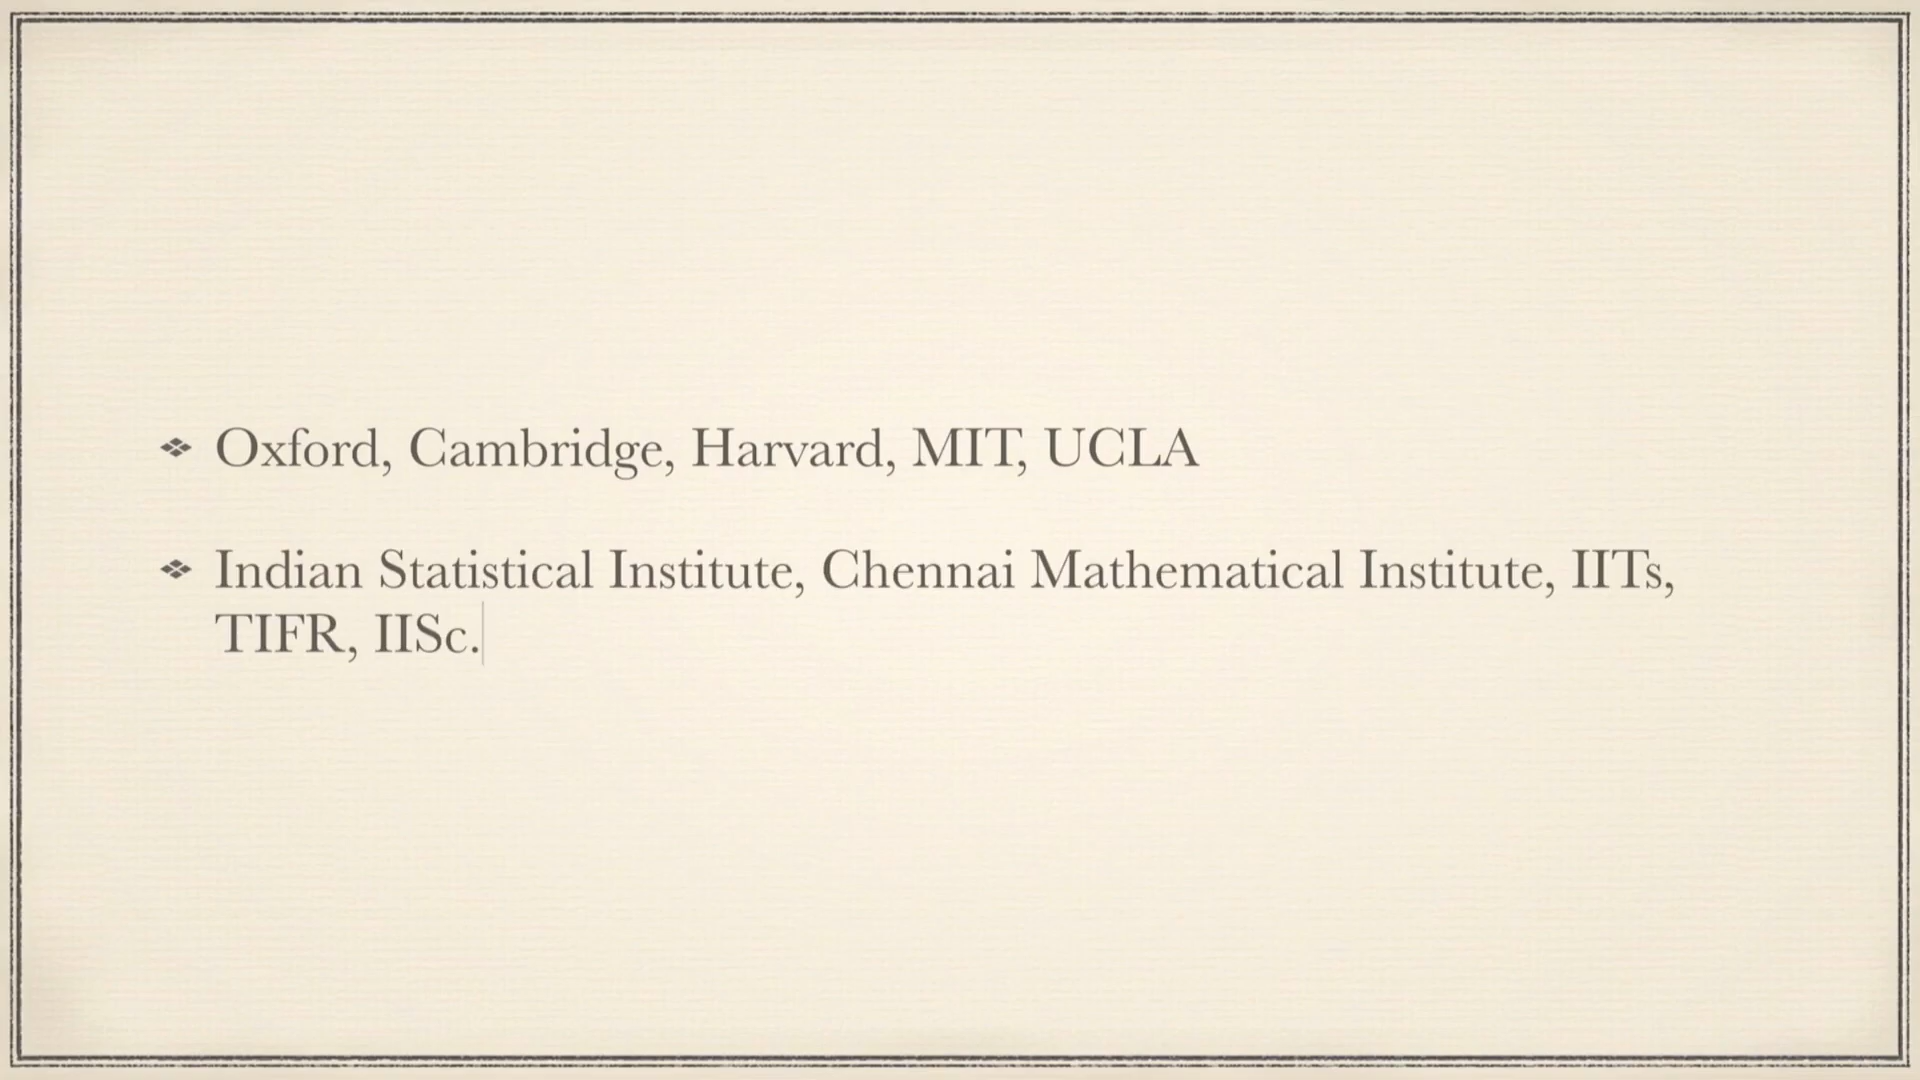 Oxford, Cambridge, Harvard, MIT, UCLA
Indian Statistical Institute, Chennai Mathematical Institute, IITs,
TIFR, IISc.